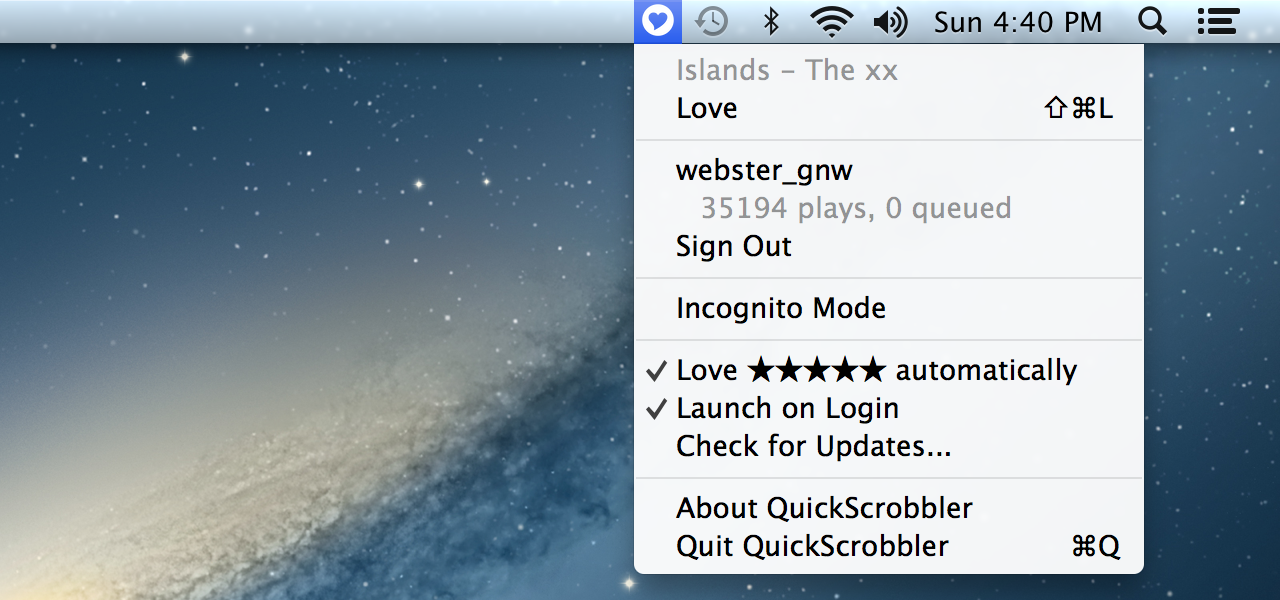 Sun 4:40 PM
Islands – The xx
Love ⇧⌘L
webster_gnw
35194 plays, 0 queued
Sign Out
Incognito Mode
✓ Love ★★★★★ automatically
✓ Launch on Login
Check for Updates...
About QuickScrobbler
Quit QuickScrobbler ⌘Q